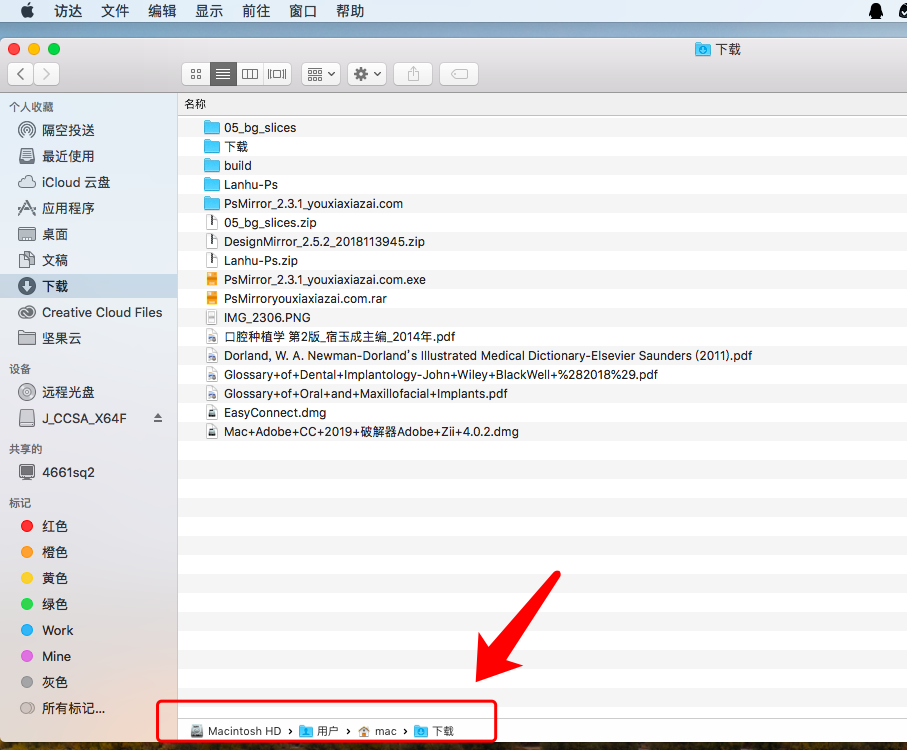 访达 文件 编辑 显示 前往 窗口 帮助
下载
个人收藏
隔空投送
最近使用
iCloud 云盘
应用程序
桌面
文稿
下载
Creative Cloud Files
坚果云
设备
远程光盘
J_CCSA_X64F
共享的
4661sq2
标记
红色
橙色
黄色
绿色
Work
Mine
灰色
所有标记...
名称
05_bg_slices
下载
build
Lanhu-Ps
PsMirror_2.3.1_youxiaxiazai.com
05_bg_slices.zip
DesignMirror_2.5.2_2018113945.zip
Lanhu-Ps.zip
PsMirror_2.3.1_youxiaxiazai.com.exe
PsMirroryouxiaxiazai.com.rar
IMG_2306.PNG
口腔种植学 第2版_宿玉成主编_2014年.pdf
Dorland, W. A. Newman-Dorland's Illustrated Medical Dictionary-Elsevier Saunders (2011).pdf
Glossary+of+Dental+Implantology-John+Wiley+BlackWell+%282018%29.pdf
Glossary+of+Oral+and+Maxillofacial+Implants.pdf
EasyConnect.dmg
Mac+Adobe+CC+2019+破解器Adobe+Zii+4.0.2.dmg
Macintosh HD › 用户 › mac › 下载